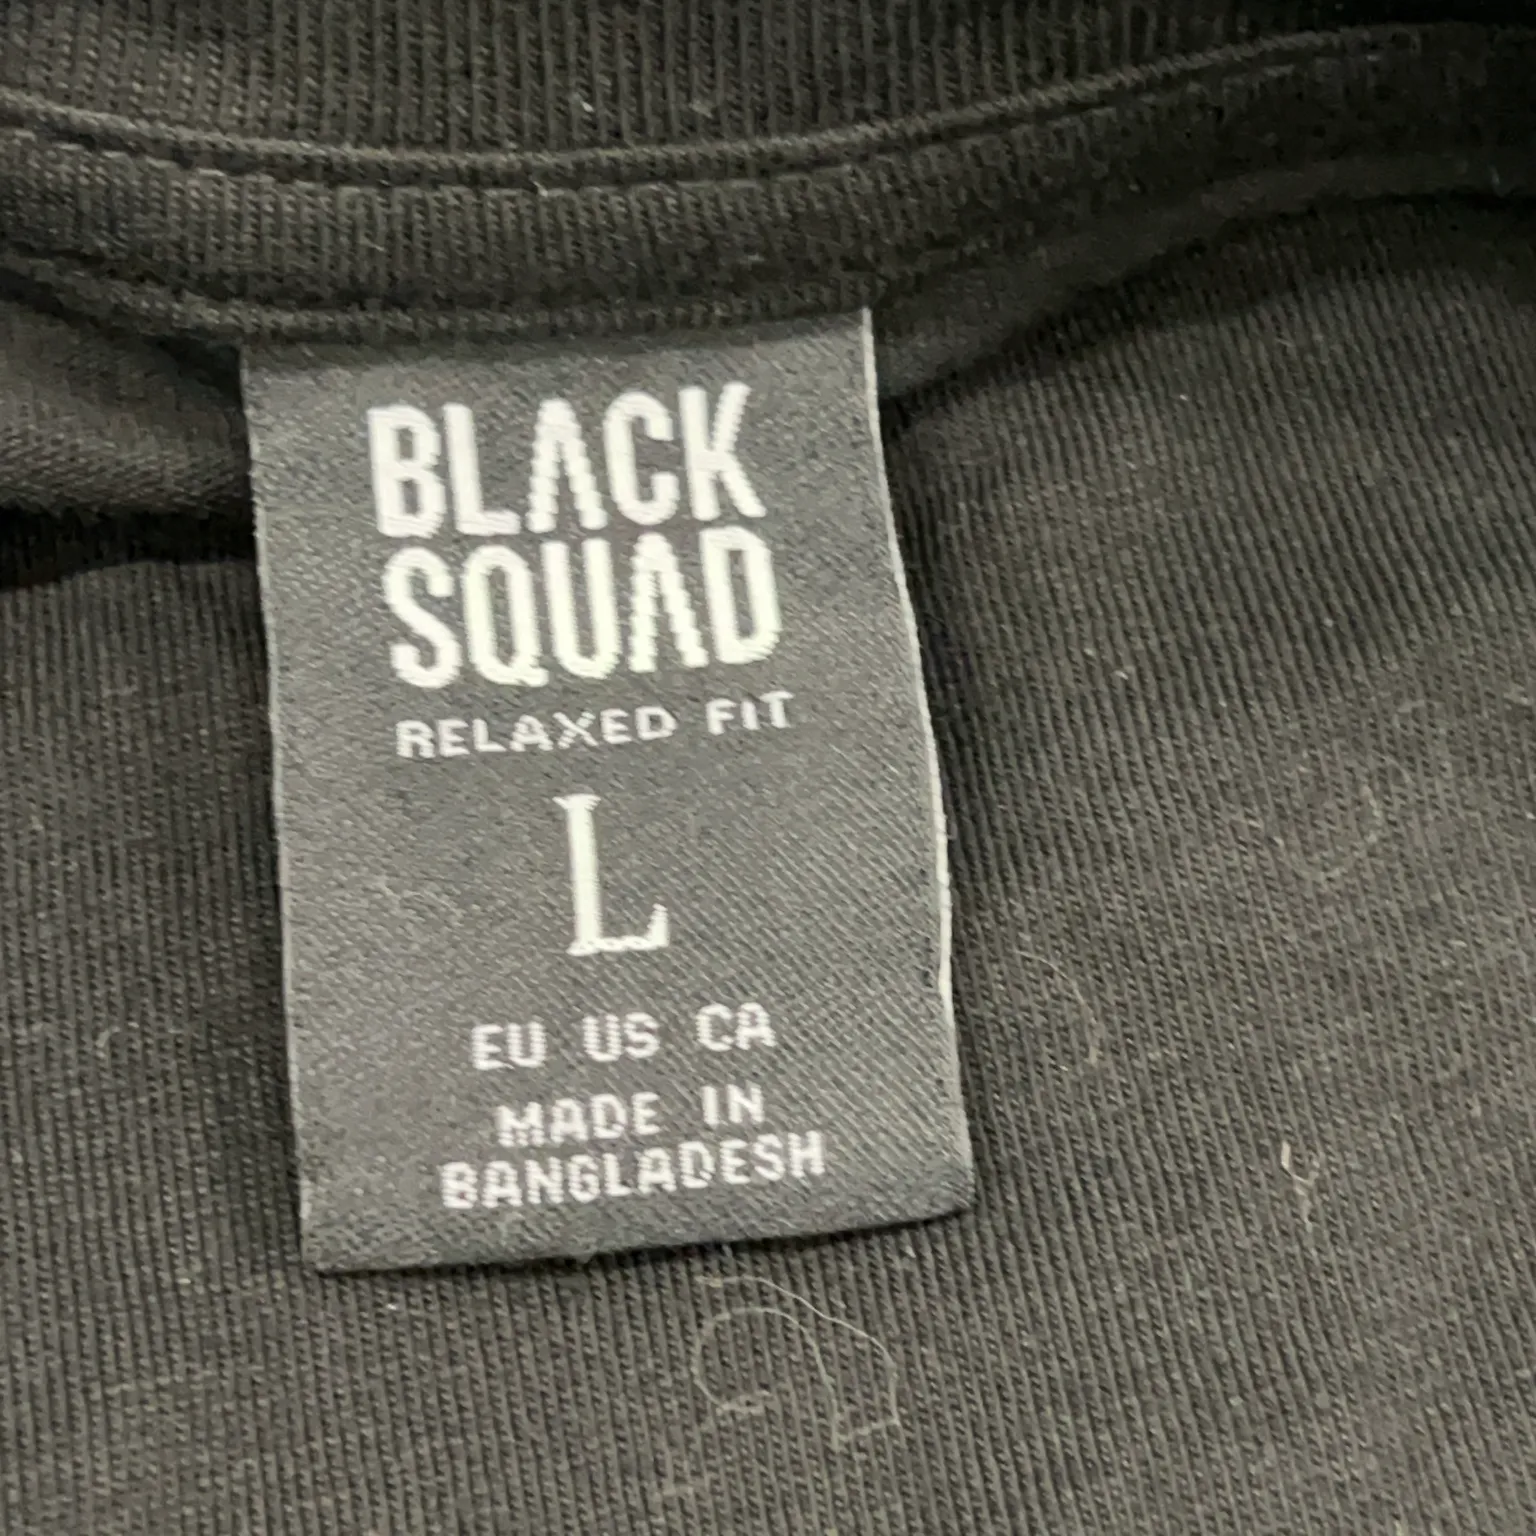 BLACK
SQUAD
RELAXED FIT
L
EU US CA
MADE IN
BANGLADESH